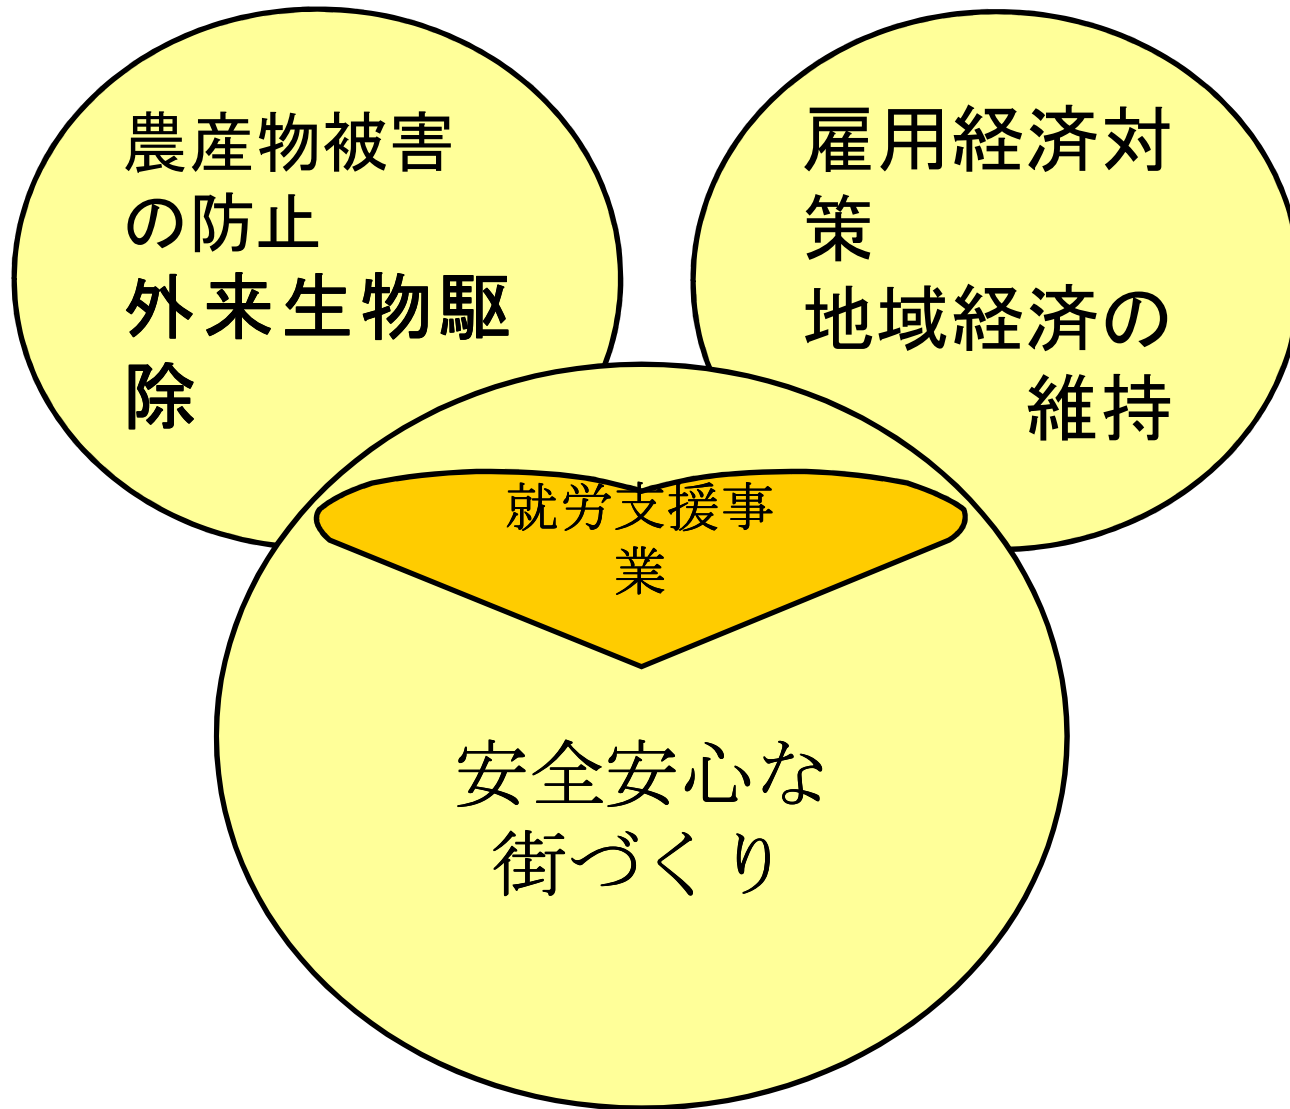 農産物被害
の防止
外来生物駆
除
雇用経済対
策
地域経済の
維持
就労支援事
業
安全安心な
街づくり